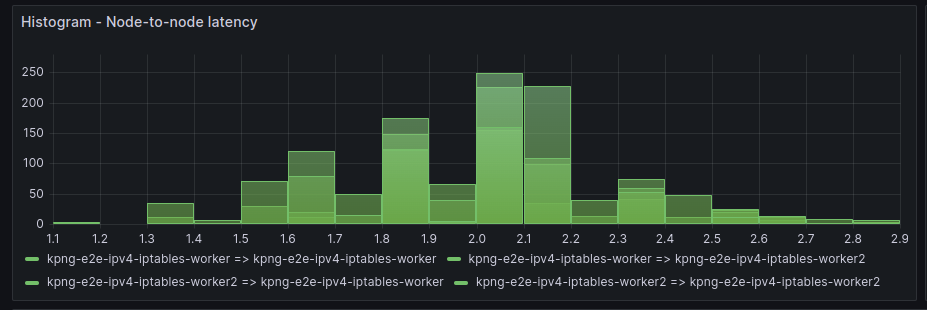 Histogram - Node-to-node latency
250
200
150
100
50
0
1.1 1.2 1.3 1.4 1.5 1.6 1.7 1.8 1.9 2.0 2.1 2.2 2.3 2.4 2.5 2.6 2.7 2.8 2.9
kpng-e2e-ipv4-iptables-worker => kpng-e2e-ipv4-iptables-worker kpng-e2e-ipv4-iptables-worker => kpng-e2e-ipv4-iptables-worker2
kpng-e2e-ipv4-iptables-worker2 => kpng-e2e-ipv4-iptables-worker kpng-e2e-ipv4-iptables-worker2 => kpng-e2e-ipv4-iptables-worker2